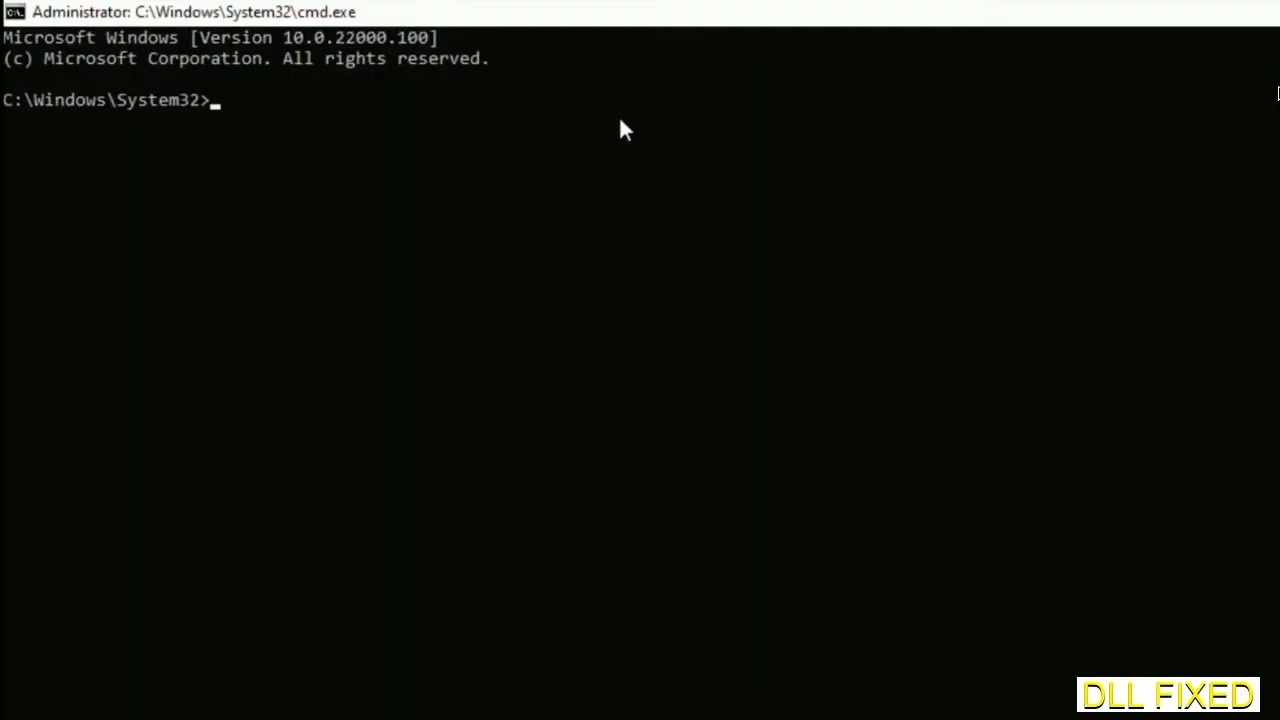 Administrator: C:\Windows\System32\cmd.exe
Microsoft Windows [Version 10.0.22000.100]
(c) Microsoft Corporation. All rights reserved.
C:\Windows\System32>
DLL FIXED